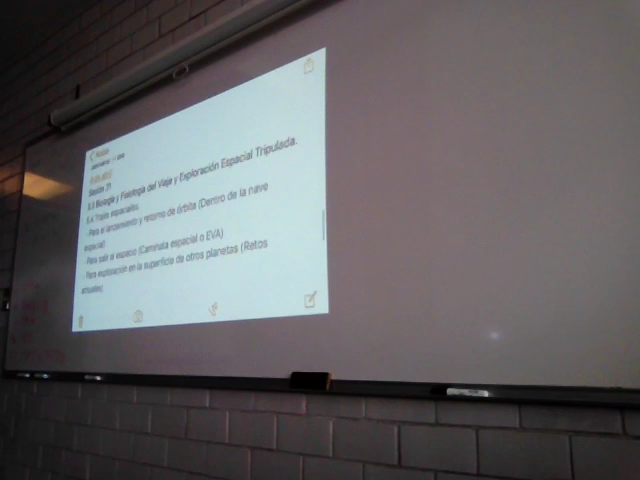 Sesión 21
5.3 Biología y Fisiología del Viaje y Exploración Espacial Tripulada.
5.4 Trajes espaciales.
- Para el lanzamiento y retorno de órbita (Dentro de la nave
espacial)
- Para salir al espacio (Caminata espacial o EVA)
- Para exploración en la superficie de otros planetas (Retos
actuales)